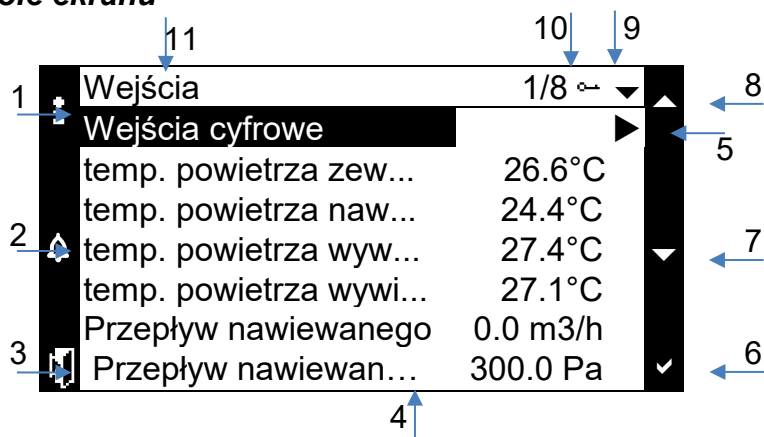 ole ekranu
11 10 9
Wejścia 1/8
1 8
Wejścia cyfrowe
5
temp. powietrza zew... 26.6°C
temp. powietrza naw... 24.4°C
2 temp. powietrza wyw... 27.4°C 7
temp. powietrza wywi... 27.1°C
Przepływ nawiewanego 0.0 m3/h
3 Przepływ nawiewan… 300.0 Pa 6
4